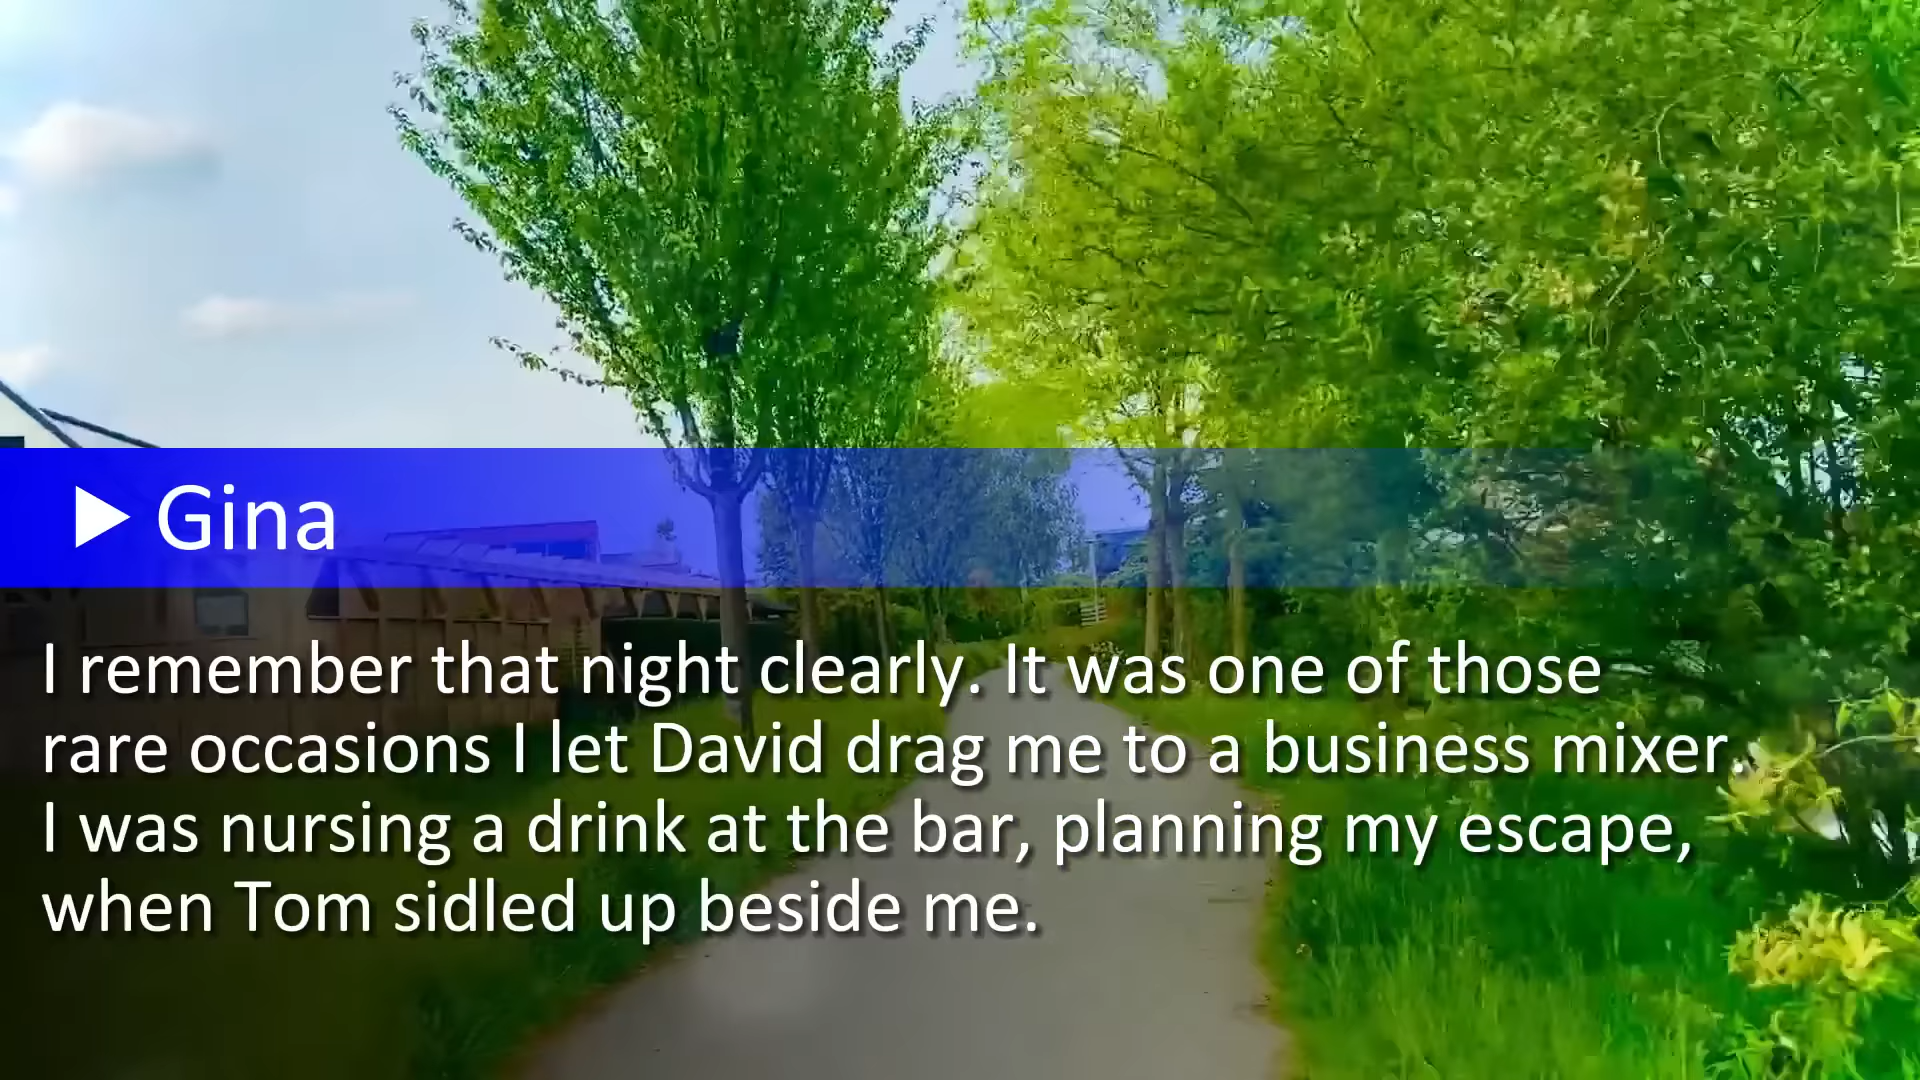 Gina
I remember that night clearly. It was one of those
rare occasions I let David drag me to a business mixer.
I was nursing a drink at the bar, planning my escape,
when Tom sidled up beside me.